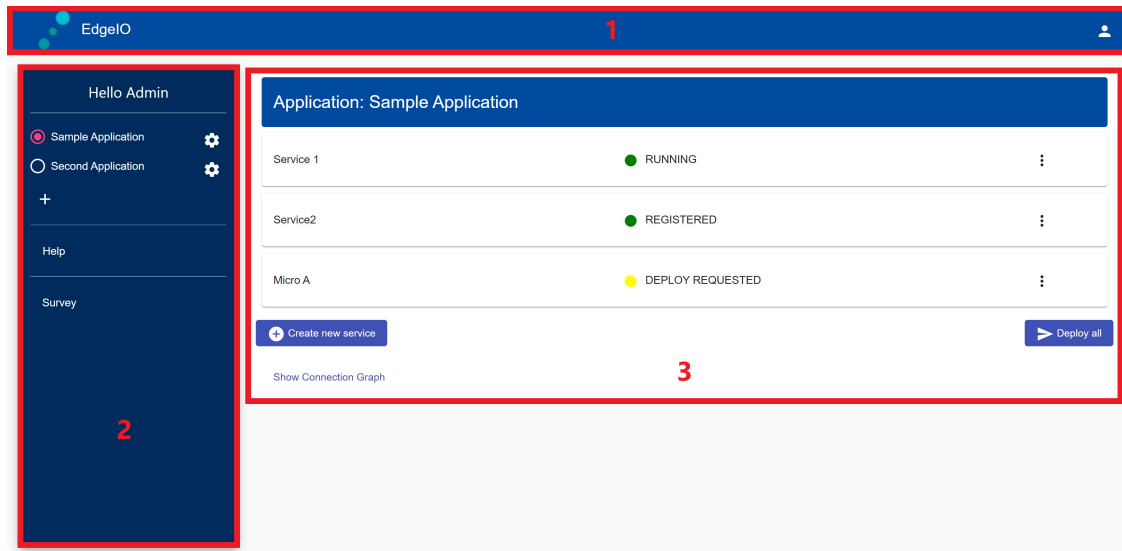 EdgeIO
1
Hello Admin
Sample Application
Second Application
+
Help
Survey
2
Application: Sample Application
Service 1 RUNNING
Service2 REGISTERED
Micro A DEPLOY REQUESTED
Create new service Deploy all
Show Connection Graph 3